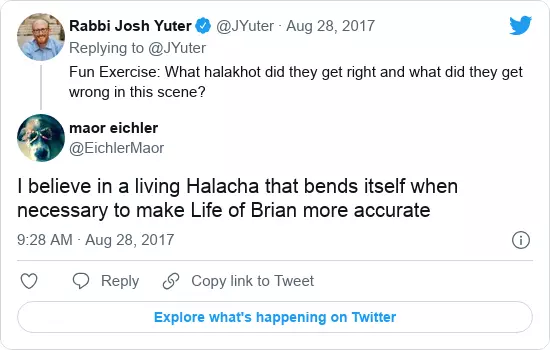 Rabbi Josh Yuter @JYuter · Aug 28, 2017
Replying to @JYuter
Fun Exercise: What halakhot did they get right and what did they get
wrong in this scene?
maor eichler
@EichlerMaor
I believe in a living Halacha that bends itself when
necessary to make Life of Brian more accurate
9:28 AM · Aug 28, 2017
Reply Copy link to Tweet
Explore what's happening on Twitter